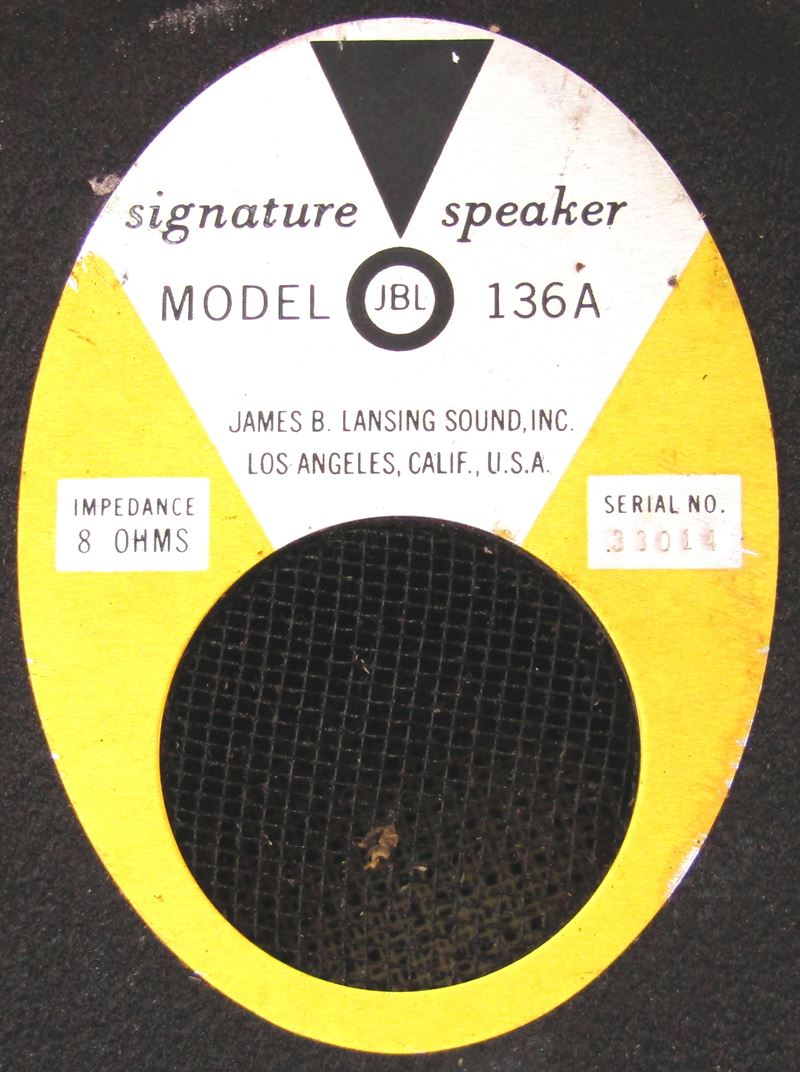 signature speaker
MODEL JBL 136A
JAMES B. LANSING SOUND, INC.
LOS ANGELES, CALIF., U.S.A.
IMPEDANCE
8 OHMS
SERIAL NO.